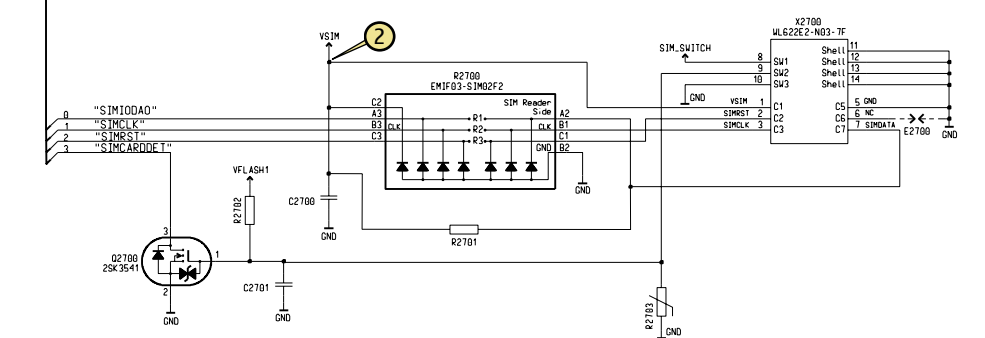 X2700
WL622E2-N03-7F
2
VSIM
SIM_SWITCH
11
Shell
12
Shell
13
Shell
14
Shell
8
SW1
9
SW2
10
SW3
GND
R2700
EMIF03-SIM02F2
SIM Reader
Side
C2
A3
B3
C3
CLK
R1
R2
R3
A2
CLK
B1
C1
GND
B2
GND
VSIM 1 C1
SIMRST 2 C2
SIMCLK 3 C3
C5 5 GND
C6 6 NC
C7 7 SIMDATA
E2700
GND
0 "SIMIODAO"
1 "SIMCLK"
2 "SIMRST"
3 "SIMCARDDET"
VFLASH1
R2702
C2700
GND
R2701
3
Q2700
2SK3541
1
2
GND
C2701
GND
R2703
GND